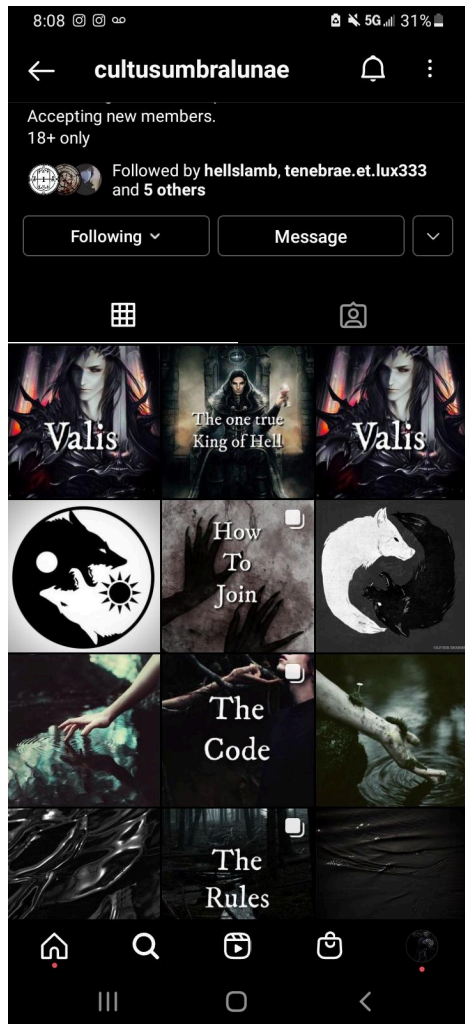 8:08 31%
5G
cultusumbralunae
Accepting new members.
18+ only
Followed by hellslamb, tenebrae.et.lux333
and 5 others
Following Message
Valis
The one true
King of Hell
Valis
How
To
Join
The
Code
The
Rules